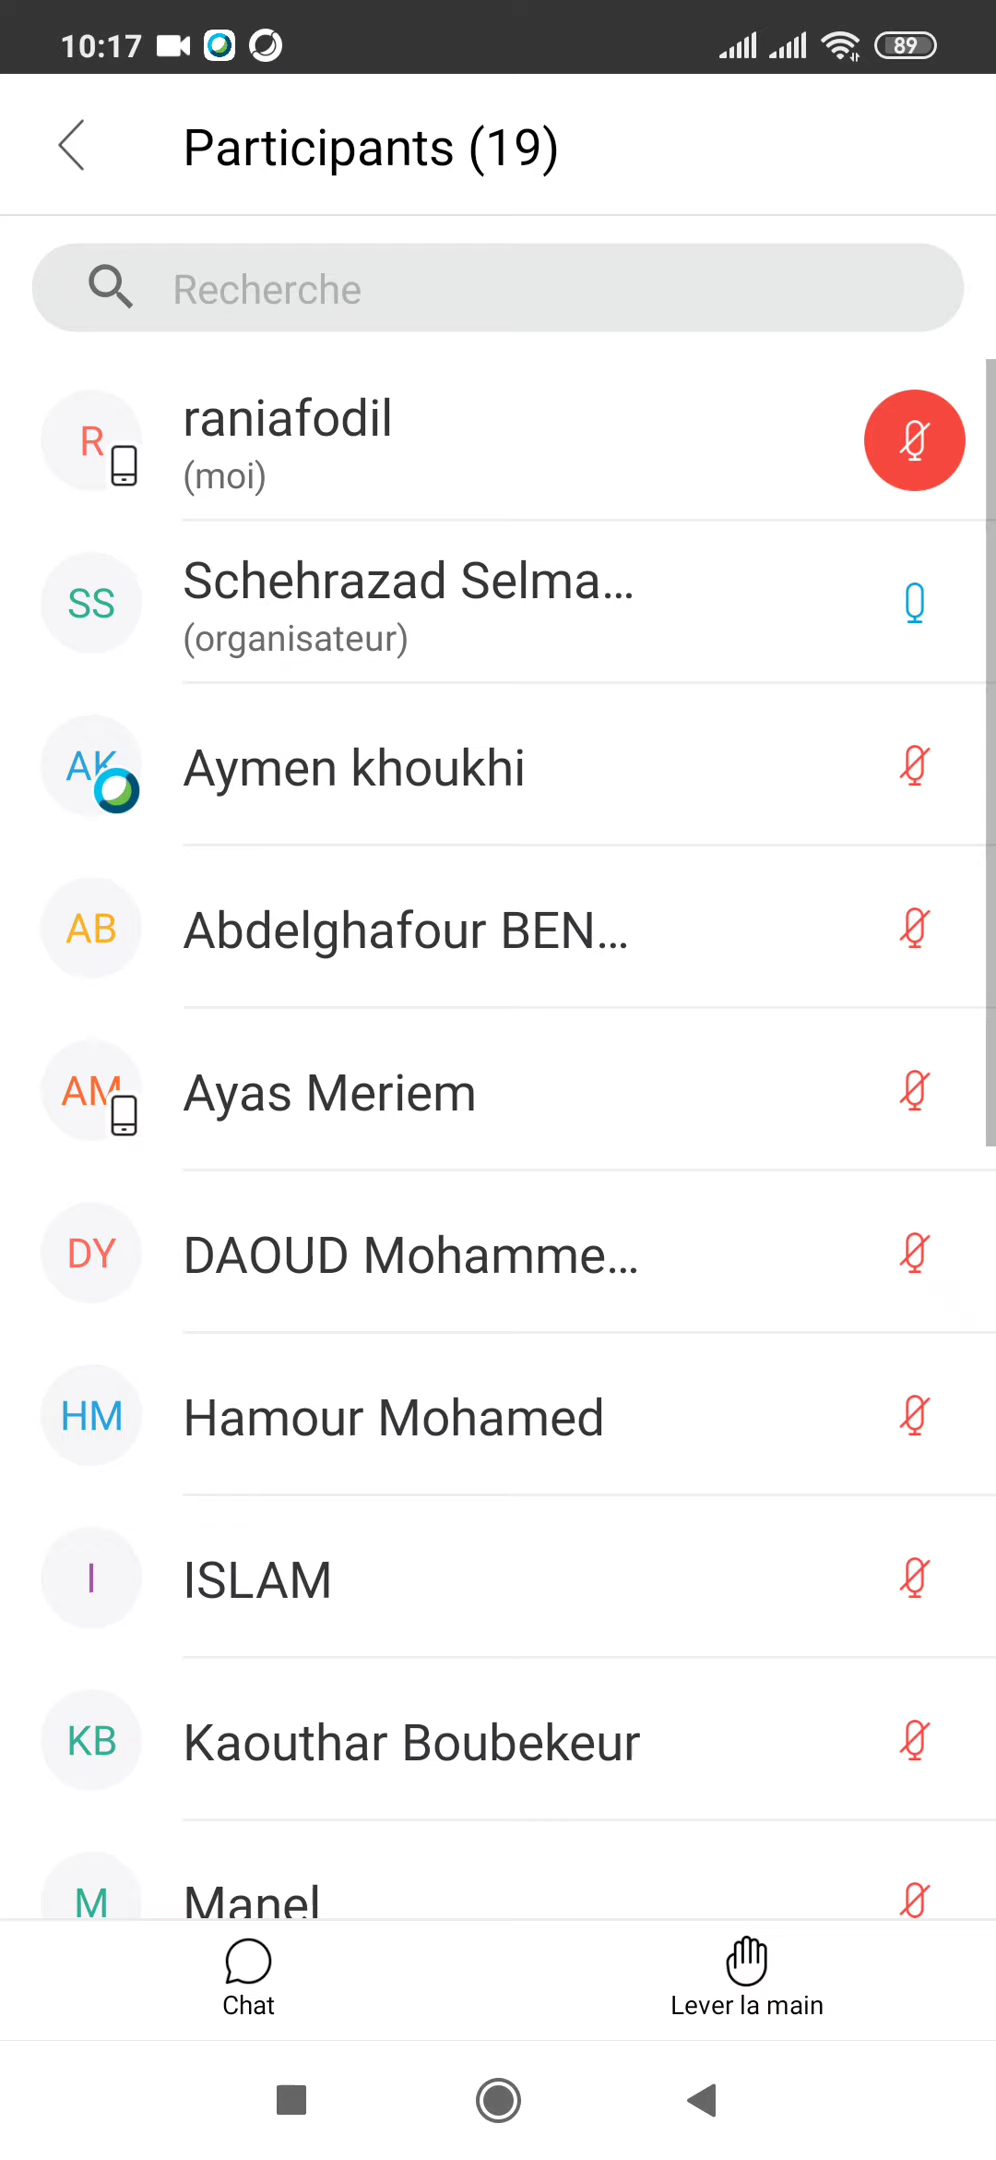 10:17
89
Participants (19)
Recherche
R
raniafodil
(moi)
SS
Schehrazad Selma...
(organisateur)
AK
Aymen khoukhi
AB
Abdelghafour BEN...
AM
Ayas Meriem
DY
DAOUD Mohamme...
HM
Hamour Mohamed
I
ISLAM
KB
Kaouthar Boubekeur
M
Manel
Chat
Lever la main